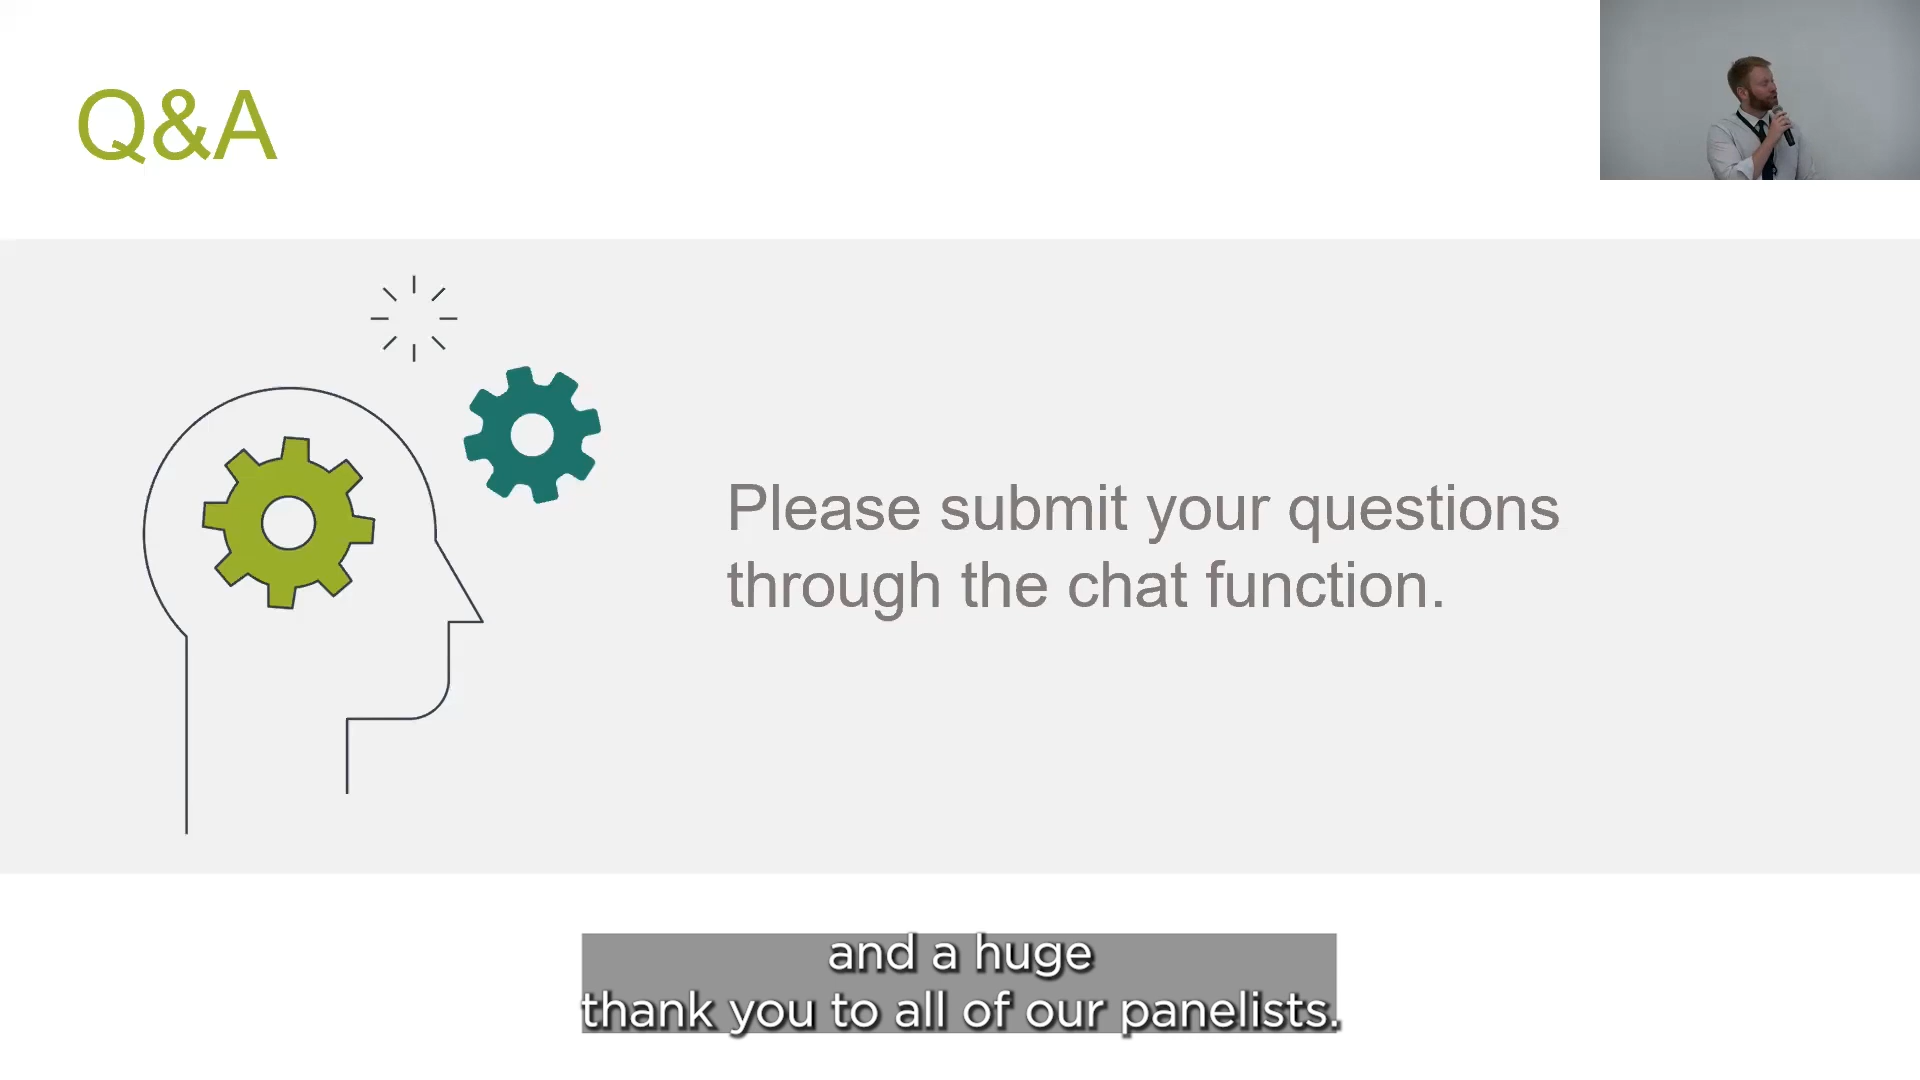 Q&A
Please submit your questions
through the chat function.
and a huge
thank you to all of our panelists.